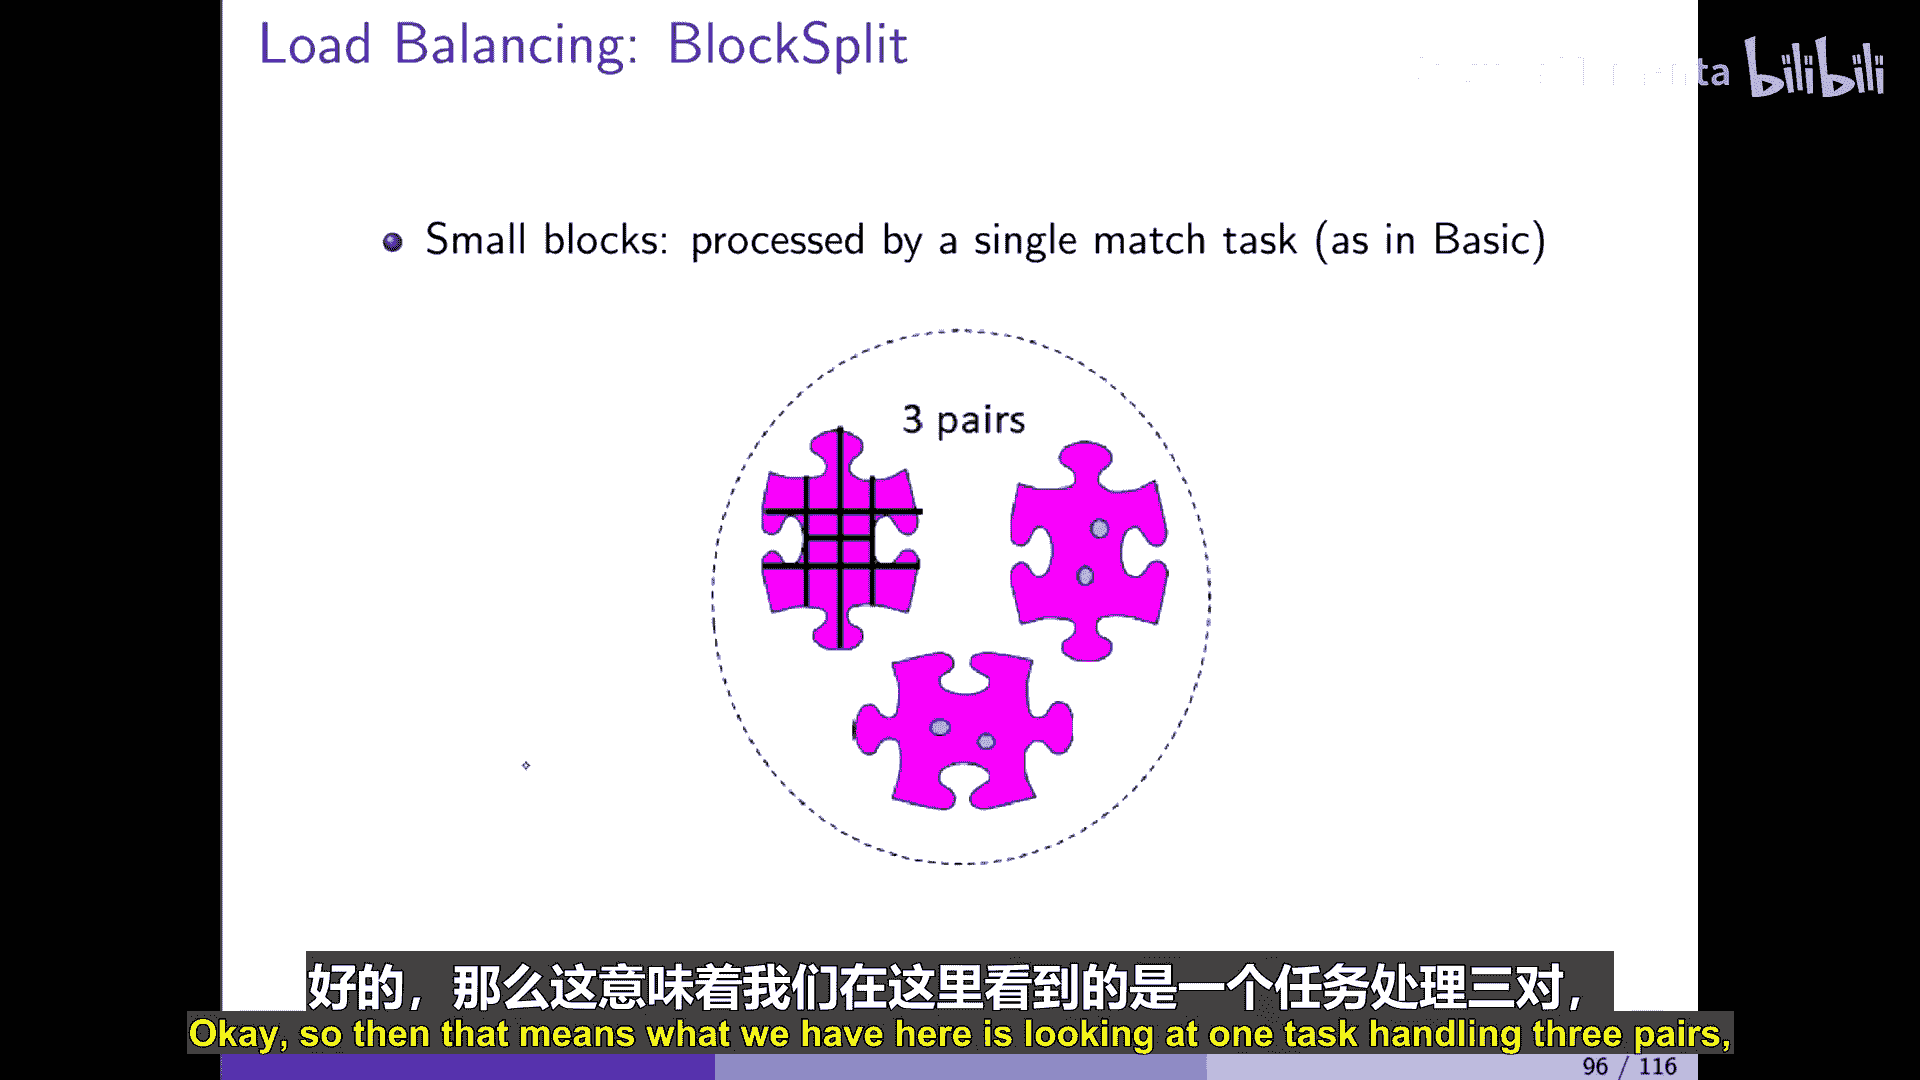 Load Balancing: BlockSplit
ta bilibili
Small blocks: processed by a single match task (as in Basic)
3 pairs
好的，那么这意味着我们在这里看到的是一个任务处理三对，
Okay, so then that means what we have here is looking at one task handling three pairs,
96 / 116